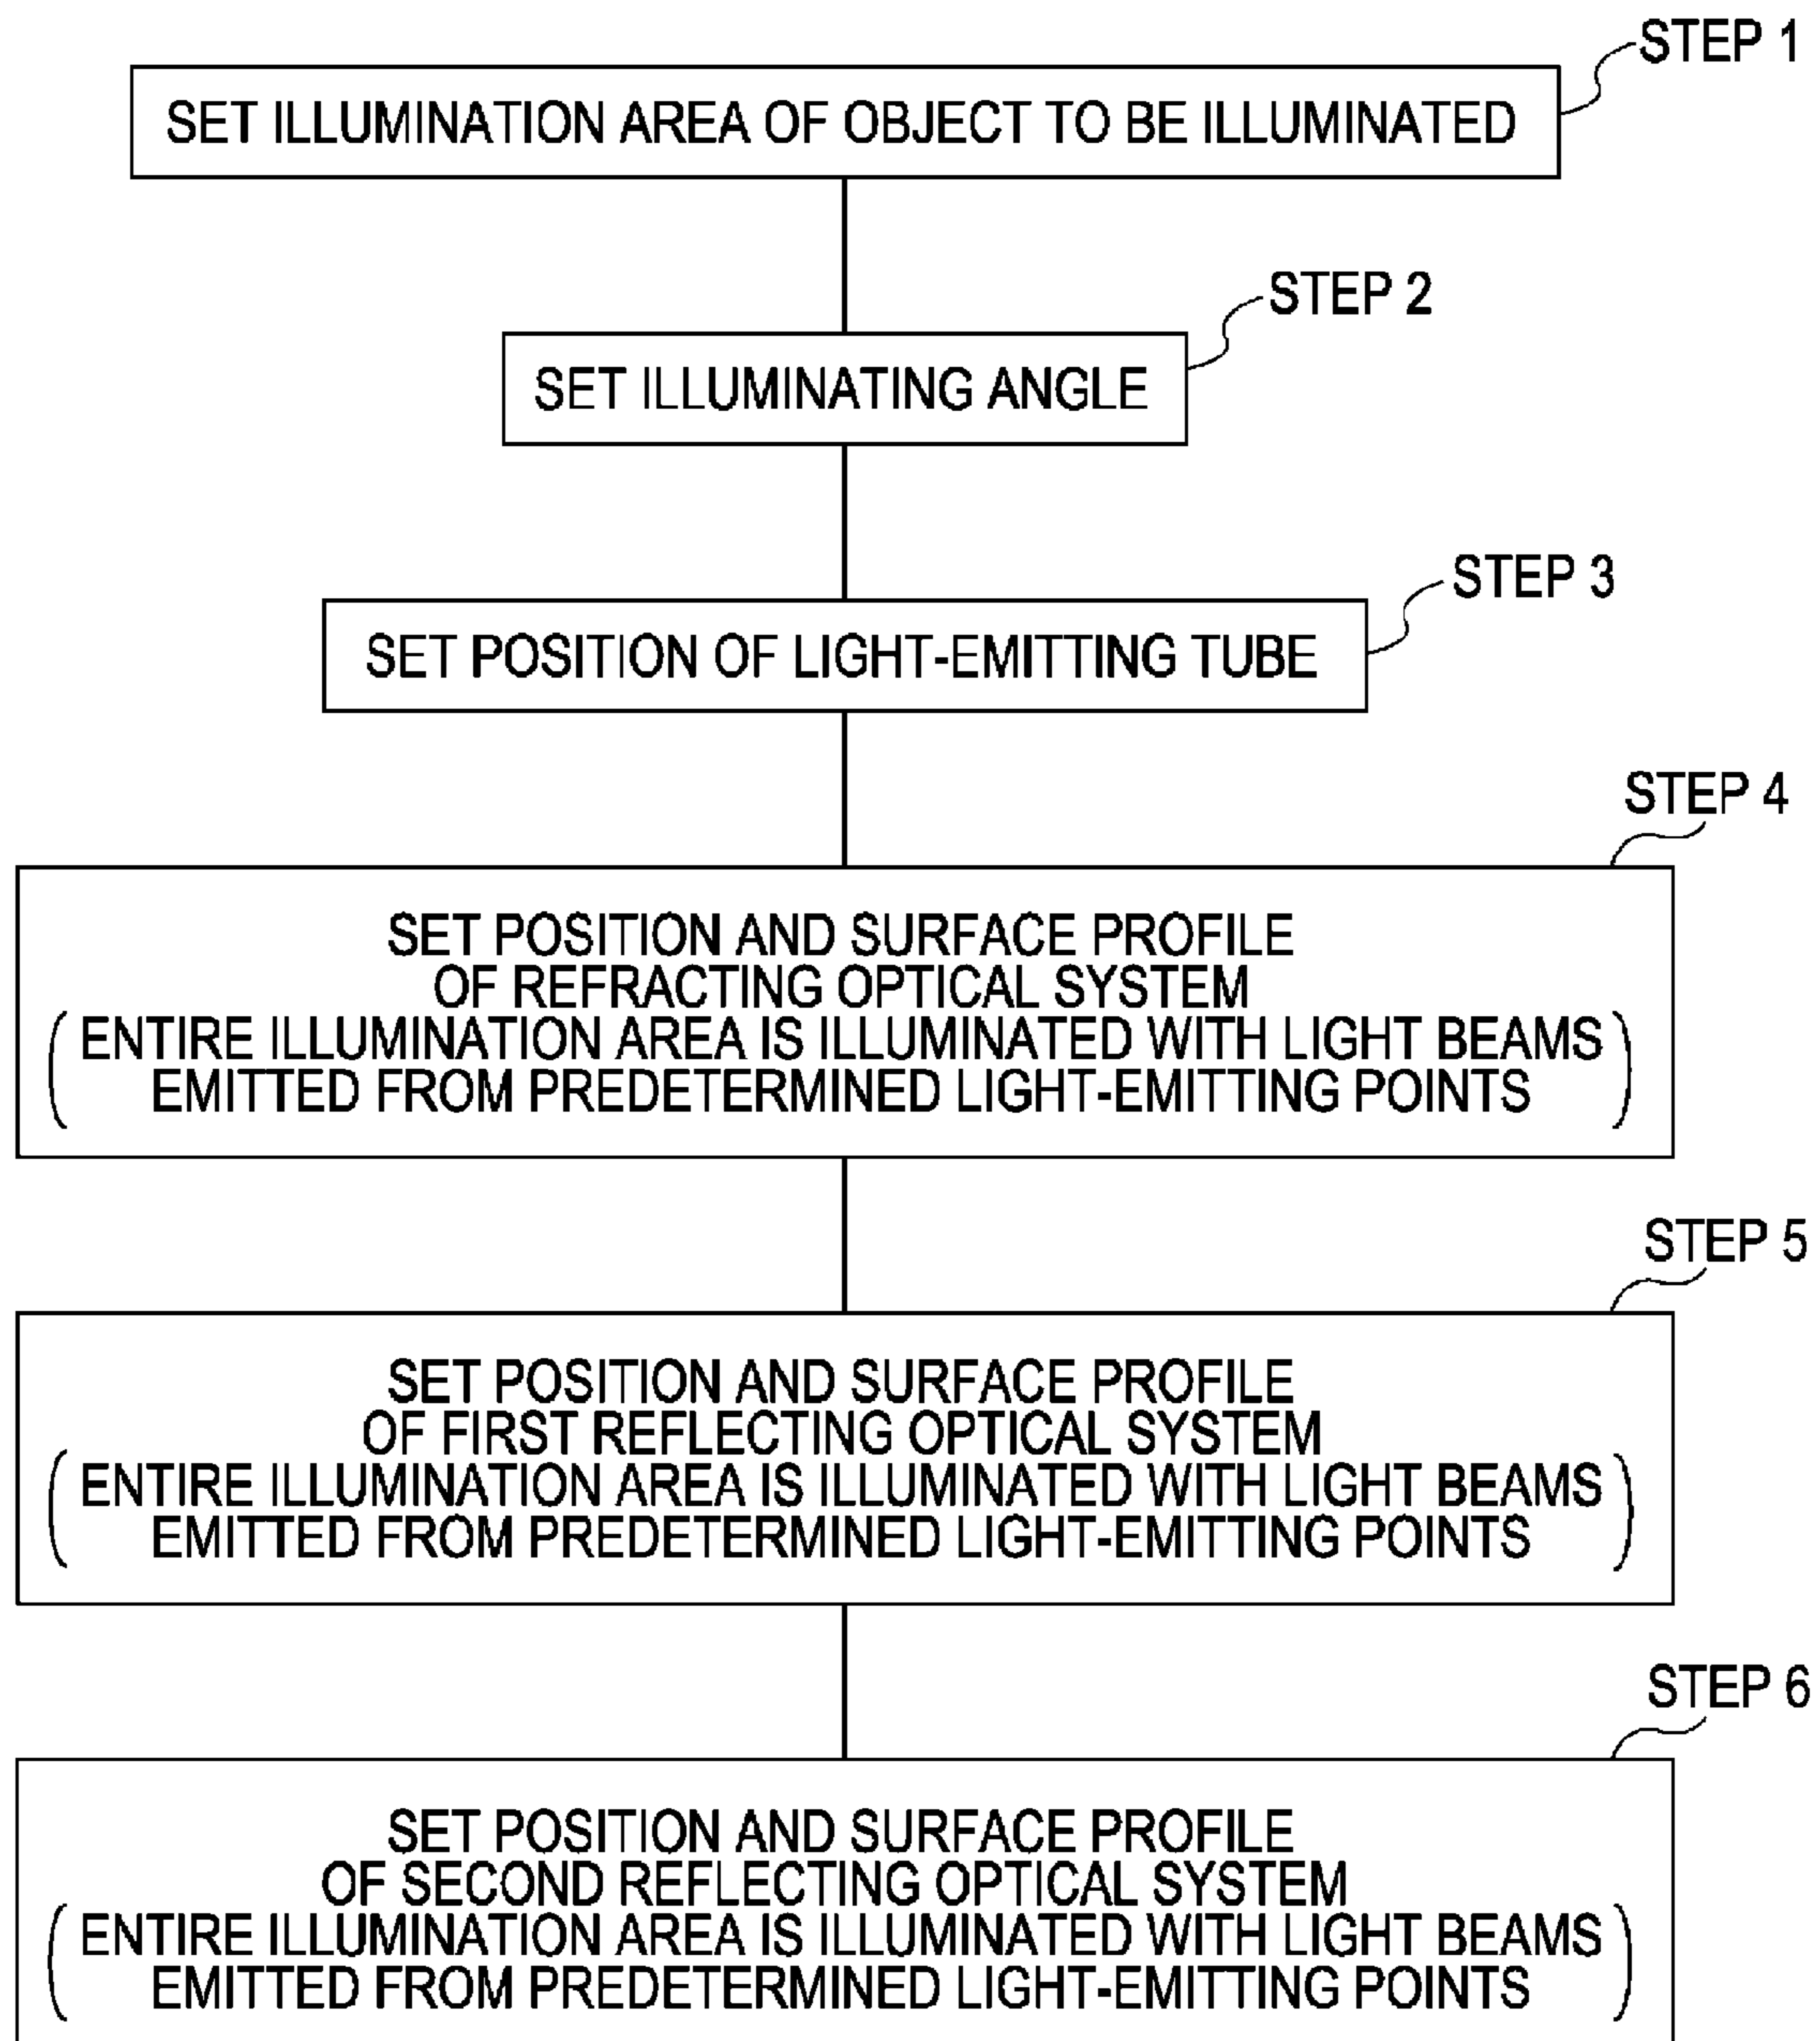 STEP 1
SET ILLUMINATION AREA OF OBJECT TO BE ILLUMINATED
STEP 2
SET ILLUMINATING ANGLE
STEP 3
SET POSITION OF LIGHT-EMITTING TUBE
STEP 4
SET POSITION AND SURFACE PROFILE
OF REFRACTING OPTICAL SYSTEM
(ENTIRE ILLUMINATION AREA IS ILLUMINATED WITH LIGHT BEAMS
EMITTED FROM PREDETERMINED LIGHT-EMITTING POINTS)
STEP 5
SET POSITION AND SURFACE PROFILE
OF FIRST REFLECTING OPTICAL SYSTEM
(ENTIRE ILLUMINATION AREA IS ILLUMINATED WITH LIGHT BEAMS
EMITTED FROM PREDETERMINED LIGHT-EMITTING POINTS)
STEP 6
SET POSITION AND SURFACE PROFILE
OF SECOND REFLECTING OPTICAL SYSTEM
(ENTIRE ILLUMINATION AREA IS ILLUMINATED WITH LIGHT BEAMS
EMITTED FROM PREDETERMINED LIGHT-EMITTING POINTS)